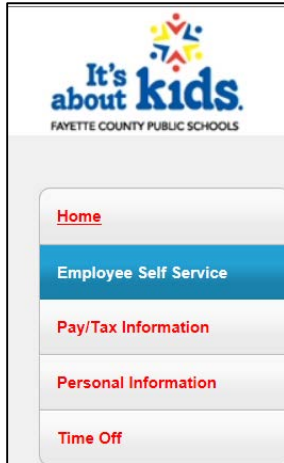 It's
about kids.
FAYETTE COUNTY PUBLIC SCHOOLS
Home
Employee Self Service
Pay/Tax Information
Personal Information
Time Off